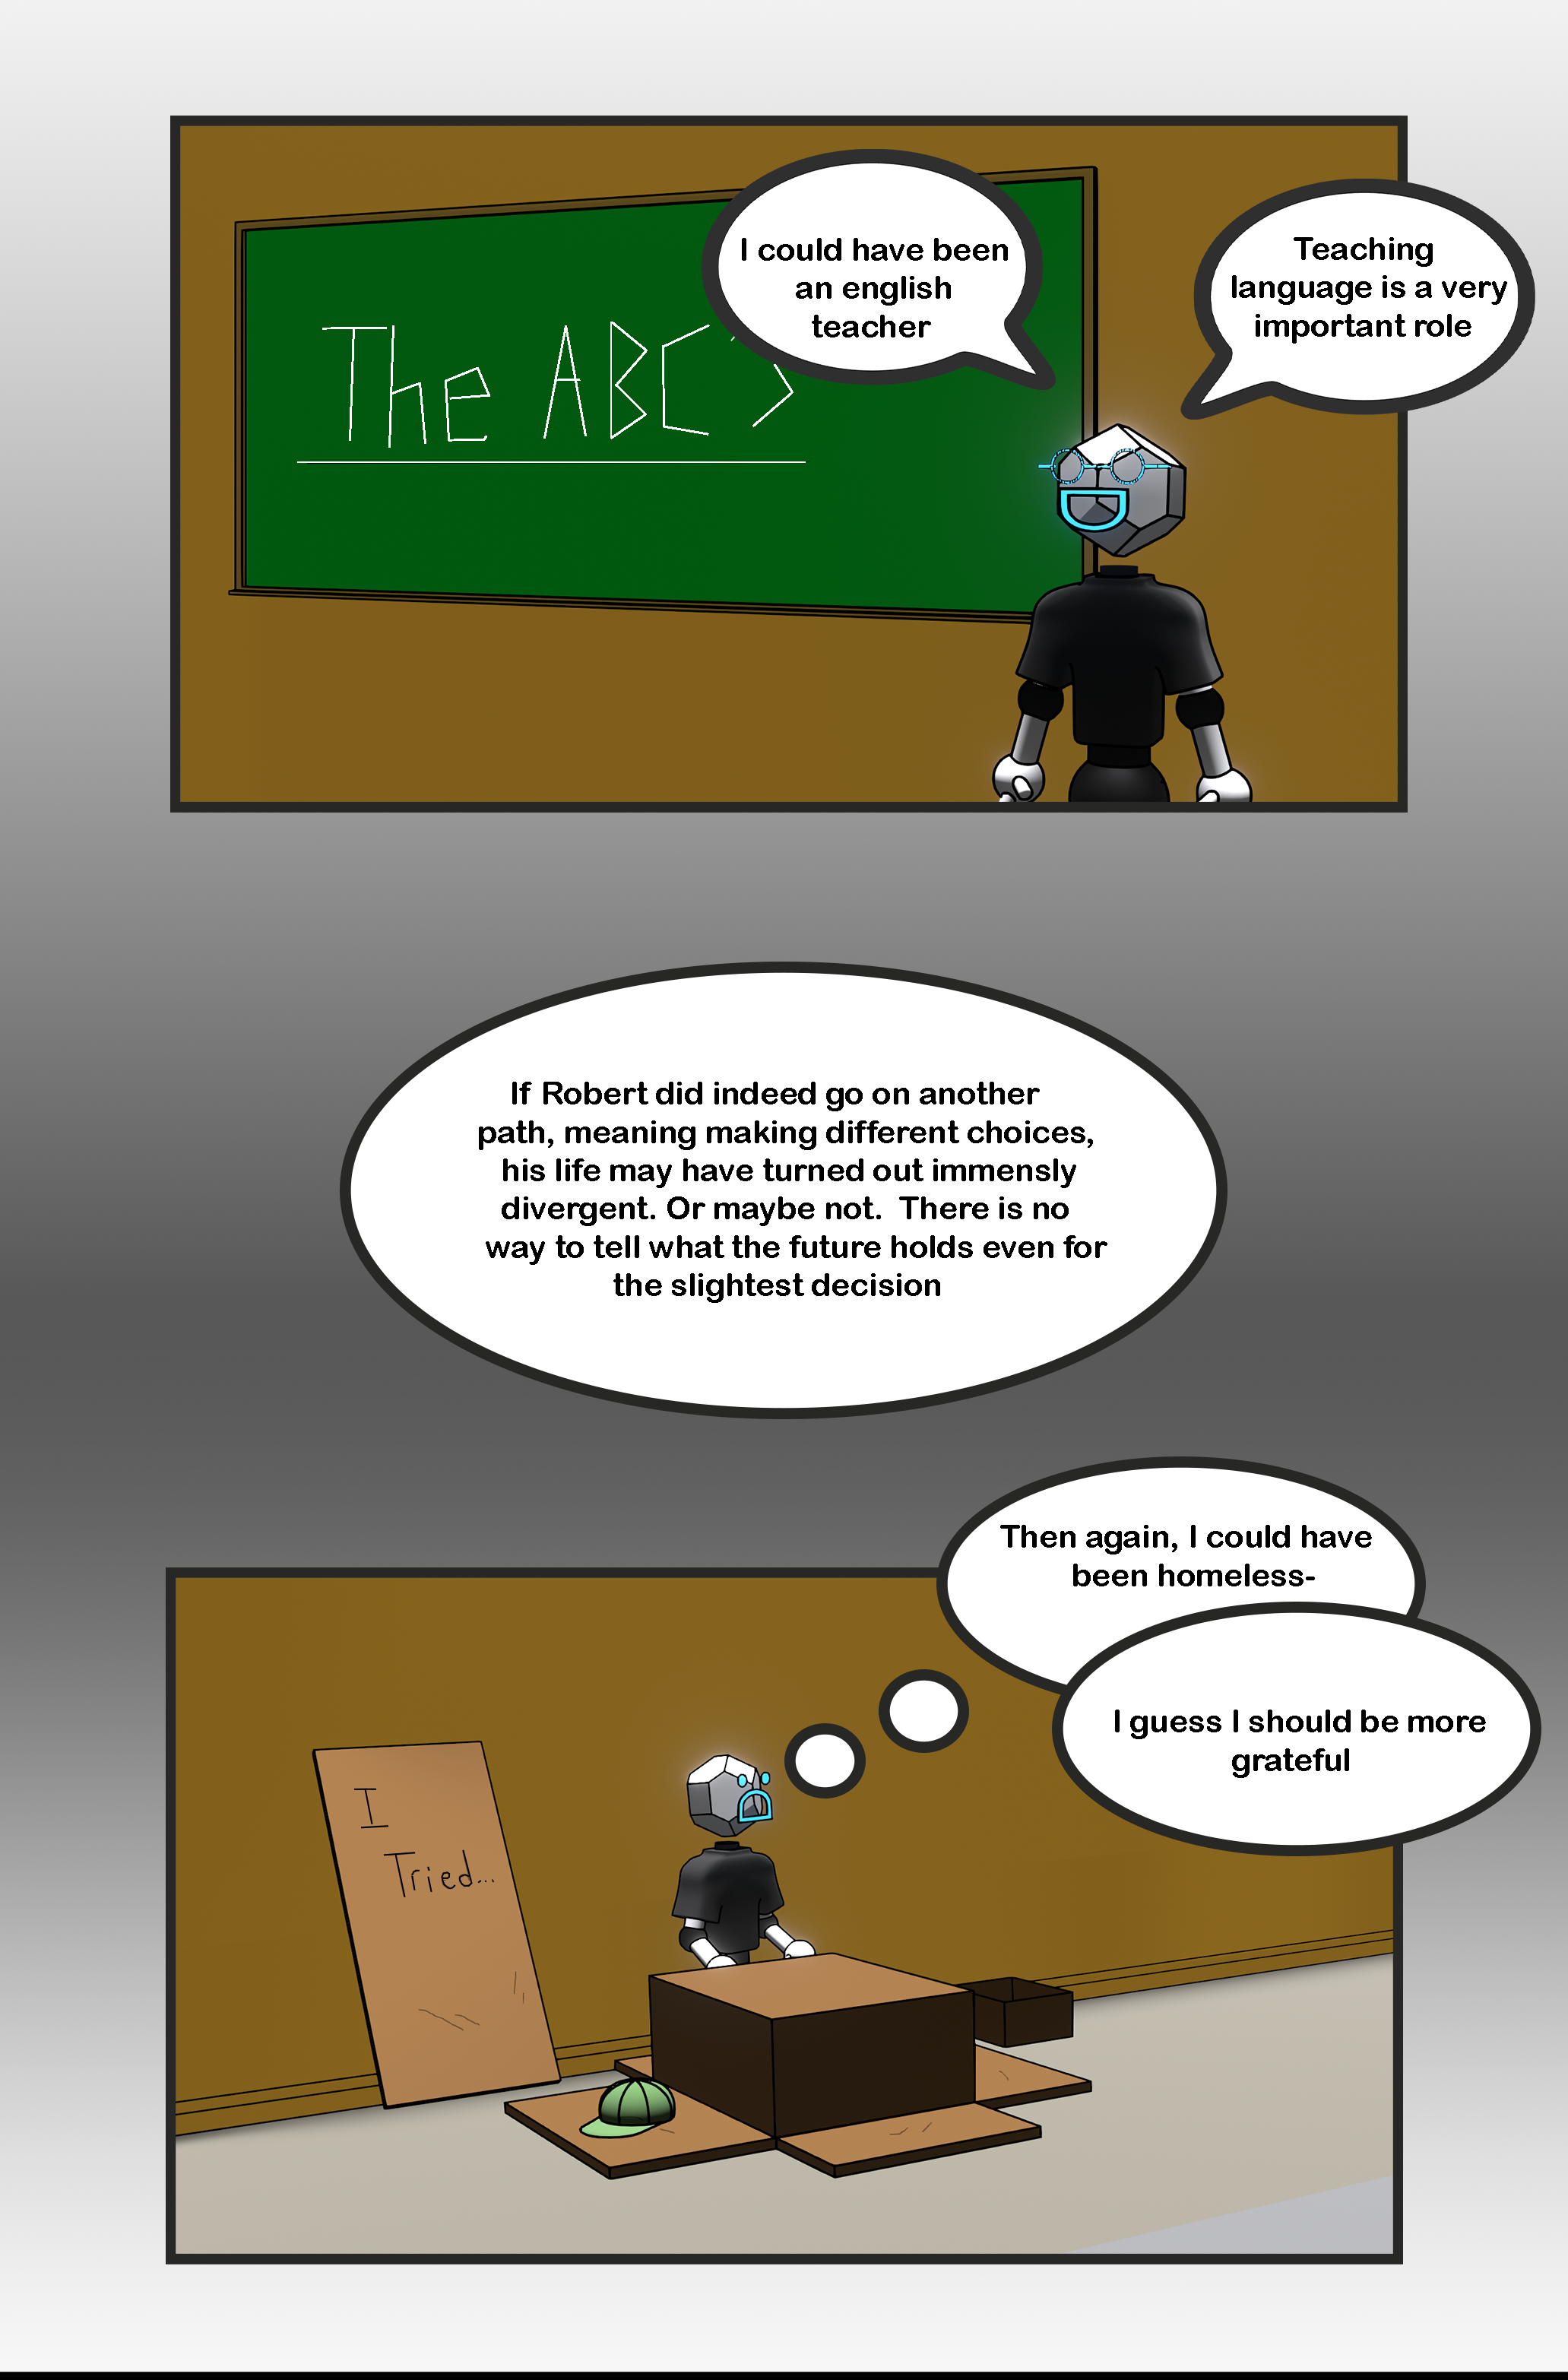 I could have been
an english
teacher
Teaching
language is a very
important role
The ABC's
If Robert did indeed go on another
path, meaning making different choices,
his life may have turned out immensly
divergent. Or maybe not. There is no
way to tell what the future holds even for
the slightest decision
Then again, I could have
been homeless-
I guess I should be more
grateful
I
Tried...